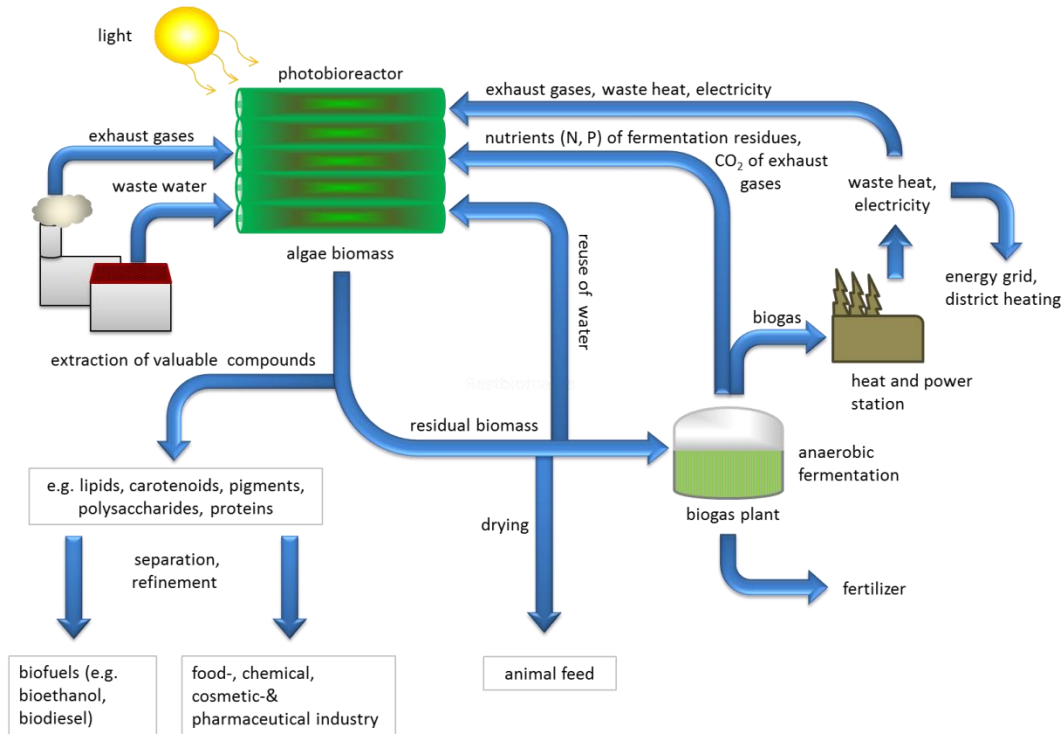 light
photobioreactor
exhaust gases, waste heat, electricity
exhaust gases
nutrients (N, P) of fermentation residues,
CO₂ of exhaust
gases
waste water
waste heat,
electricity
algae biomass
reuse of water
energy grid,
district heating
biogas
extraction of valuable compounds
heat and power
station
residual biomass
anaerobic
fermentation
e.g. lipids, carotenoids, pigments,
polysaccharides, proteins
biogas plant
drying
separation,
refinement
fertilizer
biofuels (e.g.
bioethanol,
biodiesel)
food-, chemical,
cosmetic-&
pharmaceutical industry
animal feed